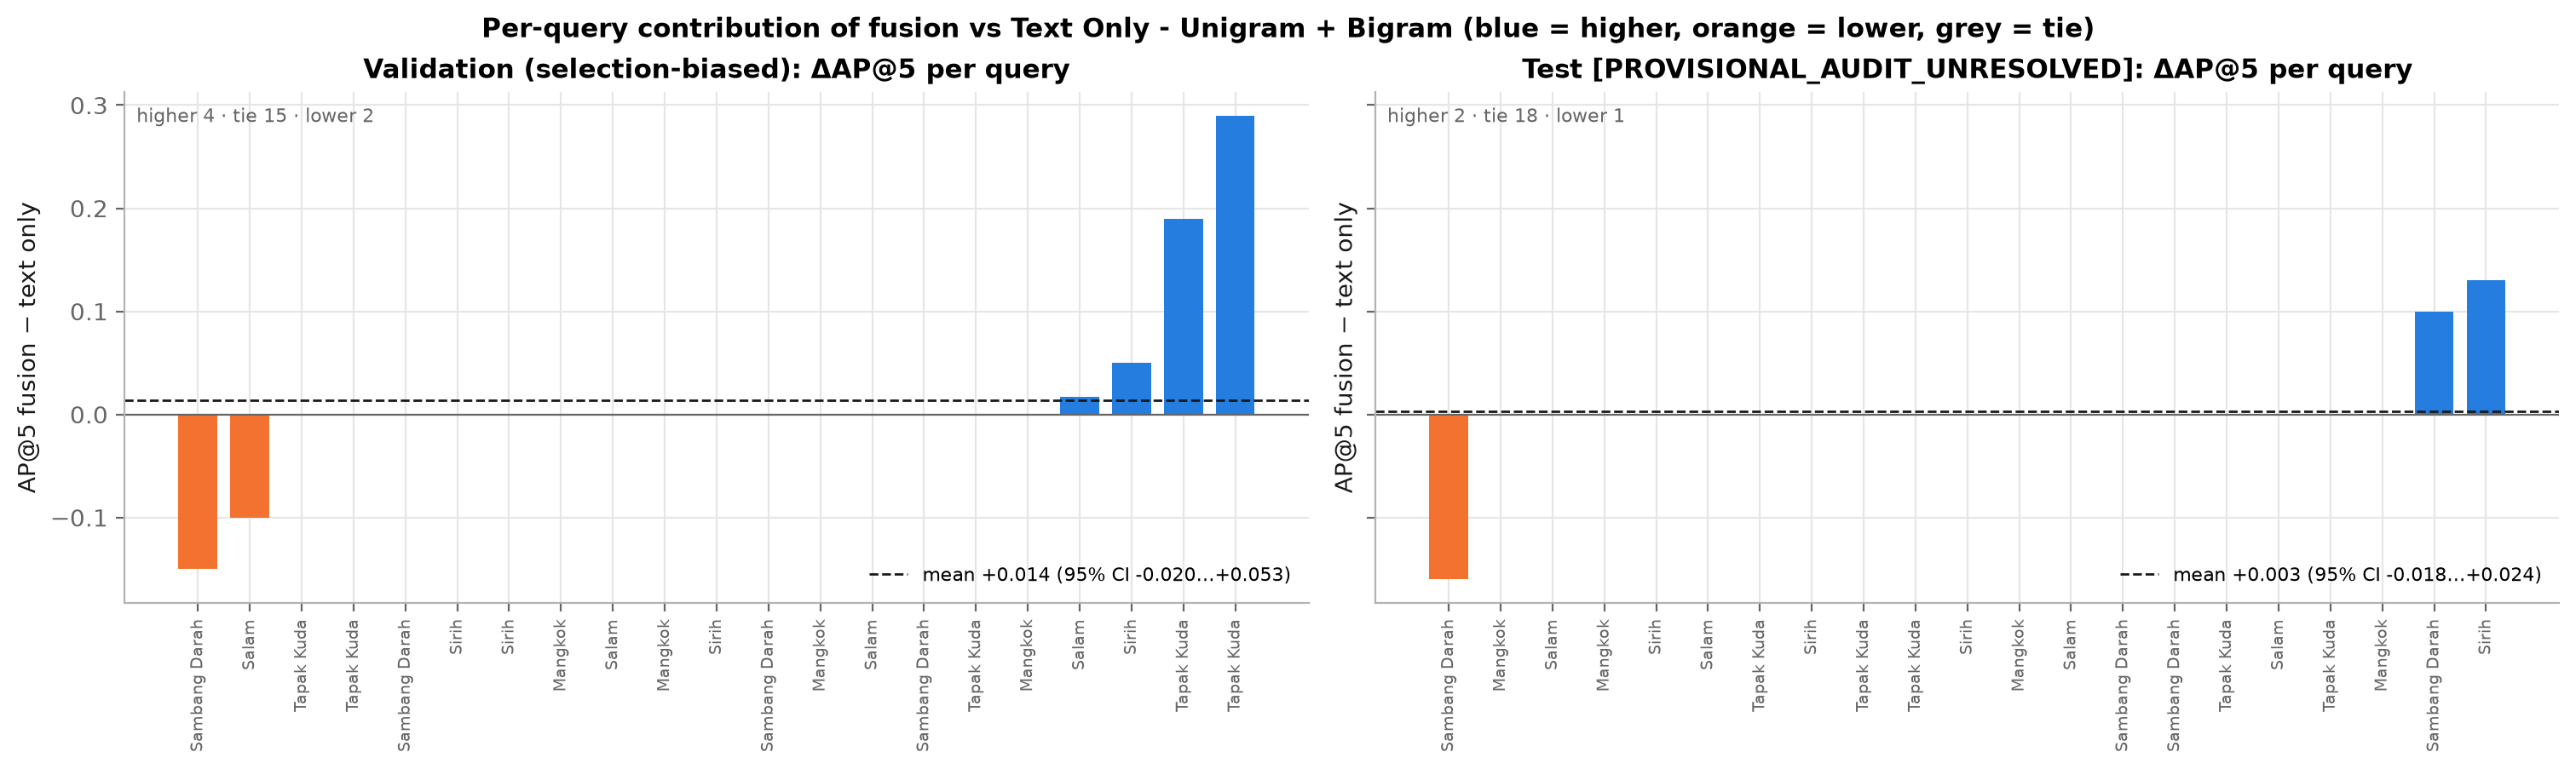 Per-query contribution of fusion vs Text Only - Unigram + Bigram (blue = higher, orange = lower, grey = tie)
Validation (selection-biased): ΔAP@5 per query
higher 4 · tie 15 · lower 2
AP@5 fusion − text only
0.3
0.2
0.1
0.0
−0.1
mean +0.014 (95% CI -0.020...+0.053)
Sambang Darah
Salam
Tapak Kuda
Tapak Kuda
Sambang Darah
Sirih
Sirih
Mangkok
Salam
Mangkok
Sirih
Sambang Darah
Mangkok
Salam
Sambang Darah
Tapak Kuda
Mangkok
Salam
Sirih
Tapak Kuda
Tapak Kuda
Test [PROVISIONAL_AUDIT_UNRESOLVED]: ΔAP@5 per query
higher 2 · tie 18 · lower 1
AP@5 fusion − text only
mean +0.003 (95% CI -0.018...+0.024)
Sambang Darah
Mangkok
Salam
Mangkok
Sirih
Salam
Tapak Kuda
Sirih
Tapak Kuda
Tapak Kuda
Sirih
Mangkok
Salam
Sambang Darah
Sambang Darah
Tapak Kuda
Salam
Tapak Kuda
Mangkok
Sambang Darah
Sirih